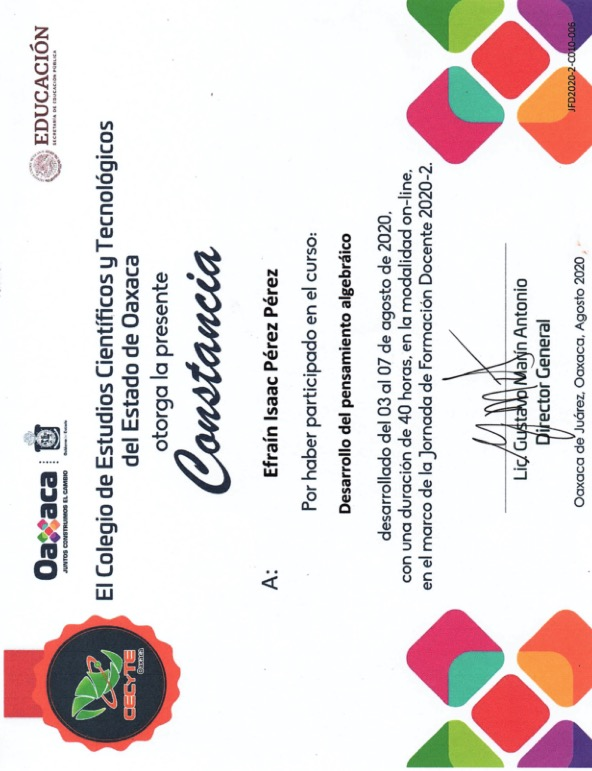 Oaxaca
JUNTOS CONSTRUIMOS EL CAMBIO
EDUCACIÓN
SECRETARÍA DE EDUCACIÓN PÚBLICA
CECYTE
Oaxaca
El Colegio de Estudios Científicos y Tecnológicos
del Estado de Oaxaca
otorga la presente
Constancia
A: Efraín Isaac Pérez Pérez
Por haber participado en el curso:
Desarrollo del pensamiento algebráico
desarrollado del 03 al 07 de agosto de 2020.
con una duración de 40 horas, en la modalidad on-line,
en el marco de la Jornada de Formación Docente 2020-2.
Lic. Gustavo Marín Antonio
Director General
Oaxaca de Juárez, Oaxaca, Agosto 2020
JFD2020-2-C010-006